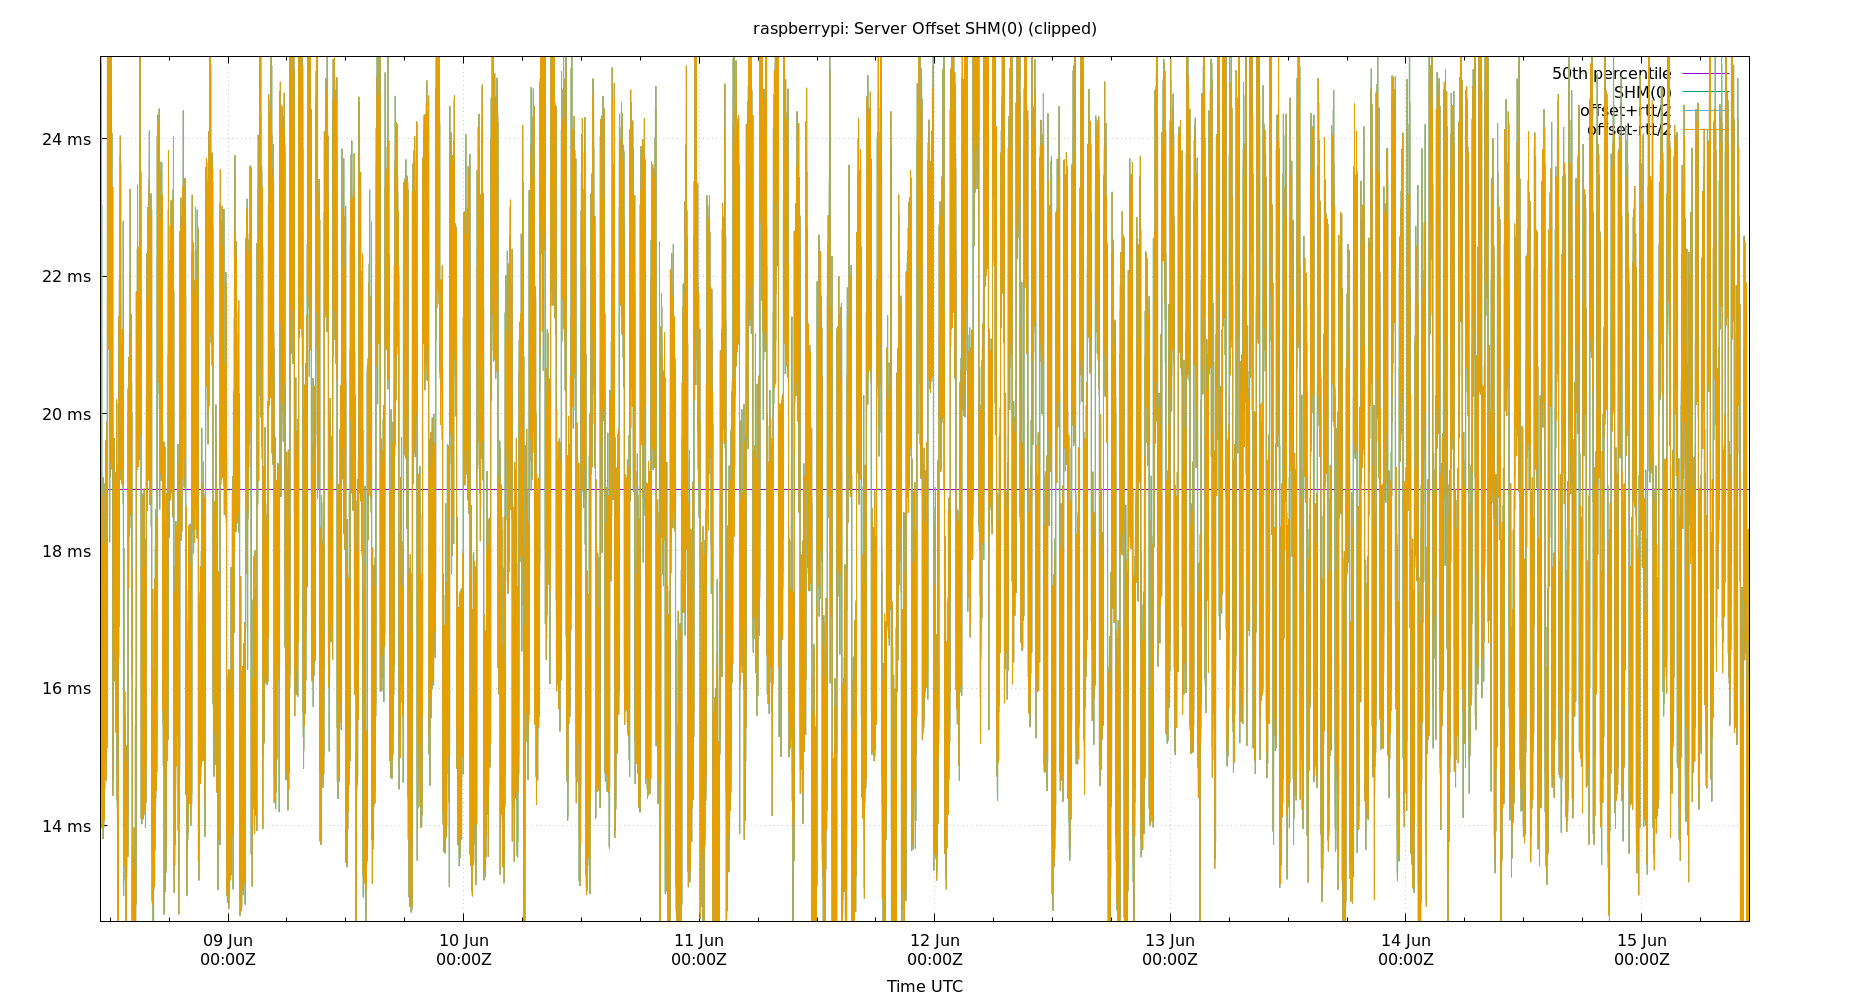 raspberrypi: Server Offset SHM(0) (clipped)
50th percentile
SHM(0)
offset+rtt/2
offset-rtt/2
24 ms
22 ms
20 ms
18 ms
16 ms
14 ms
09 Jun 10 Jun 11 Jun 12 Jun 13 Jun 14 Jun 15 Jun
00:00Z 00:00Z 00:00Z 00:00Z 00:00Z 00:00Z 00:00Z
Time UTC